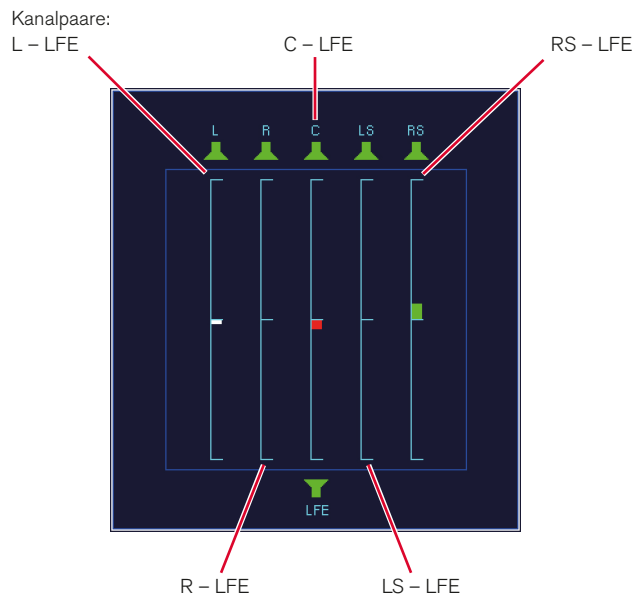 Kanalpaare:
L – LFE
C – LFE
RS – LFE
L R C LS RS
LFE
R – LFE
LS – LFE